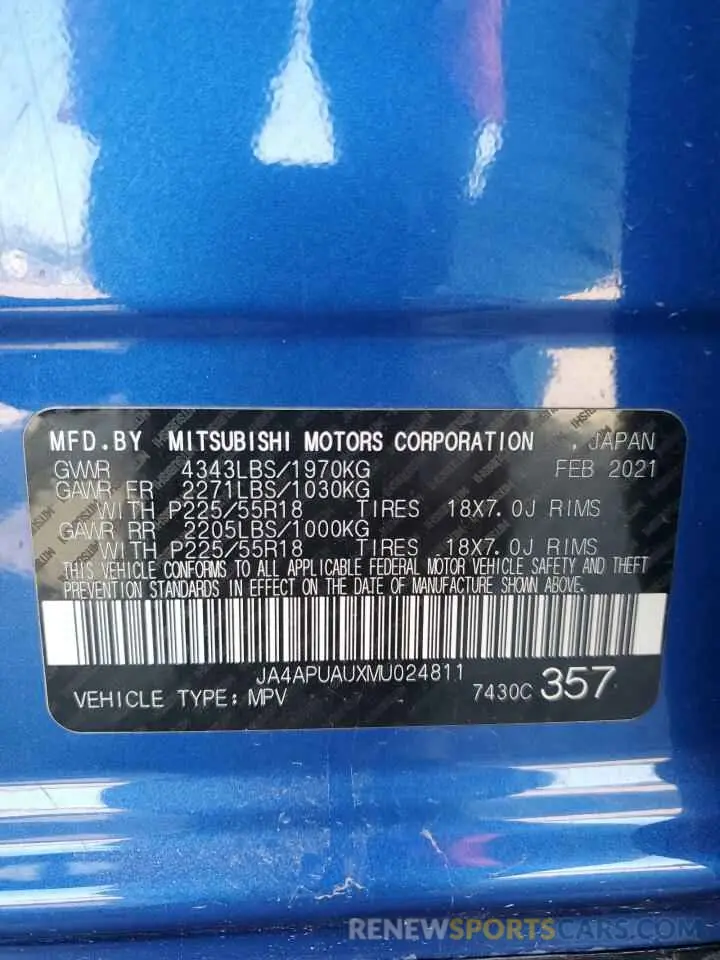 MFD.BY MITSUBISHI MOTORS CORPORATION , JAPAN
GVWR 4343LBS/1970KG FEB 2021
GAWR FR 2271LBS/1030KG
WITH P225/55R18 TIRES 18X7.0J RIMS
GAWR RR 2205LBS/1000KG
WITH P225/55R18 TIRES 18X7.0J RIMS
THIS VEHICLE CONFORMS TO ALL APPLICABLE FEDERAL MOTOR VEHICLE SAFETY AND THEFT
PREVENTION STANDARDS IN EFFECT ON THE DATE OF MANUFACTURE SHOWN ABOVE.
JA4APUAUXMU024811
VEHICLE TYPE: MPV 7430C 357
RENEWSPORTSCARS.COM